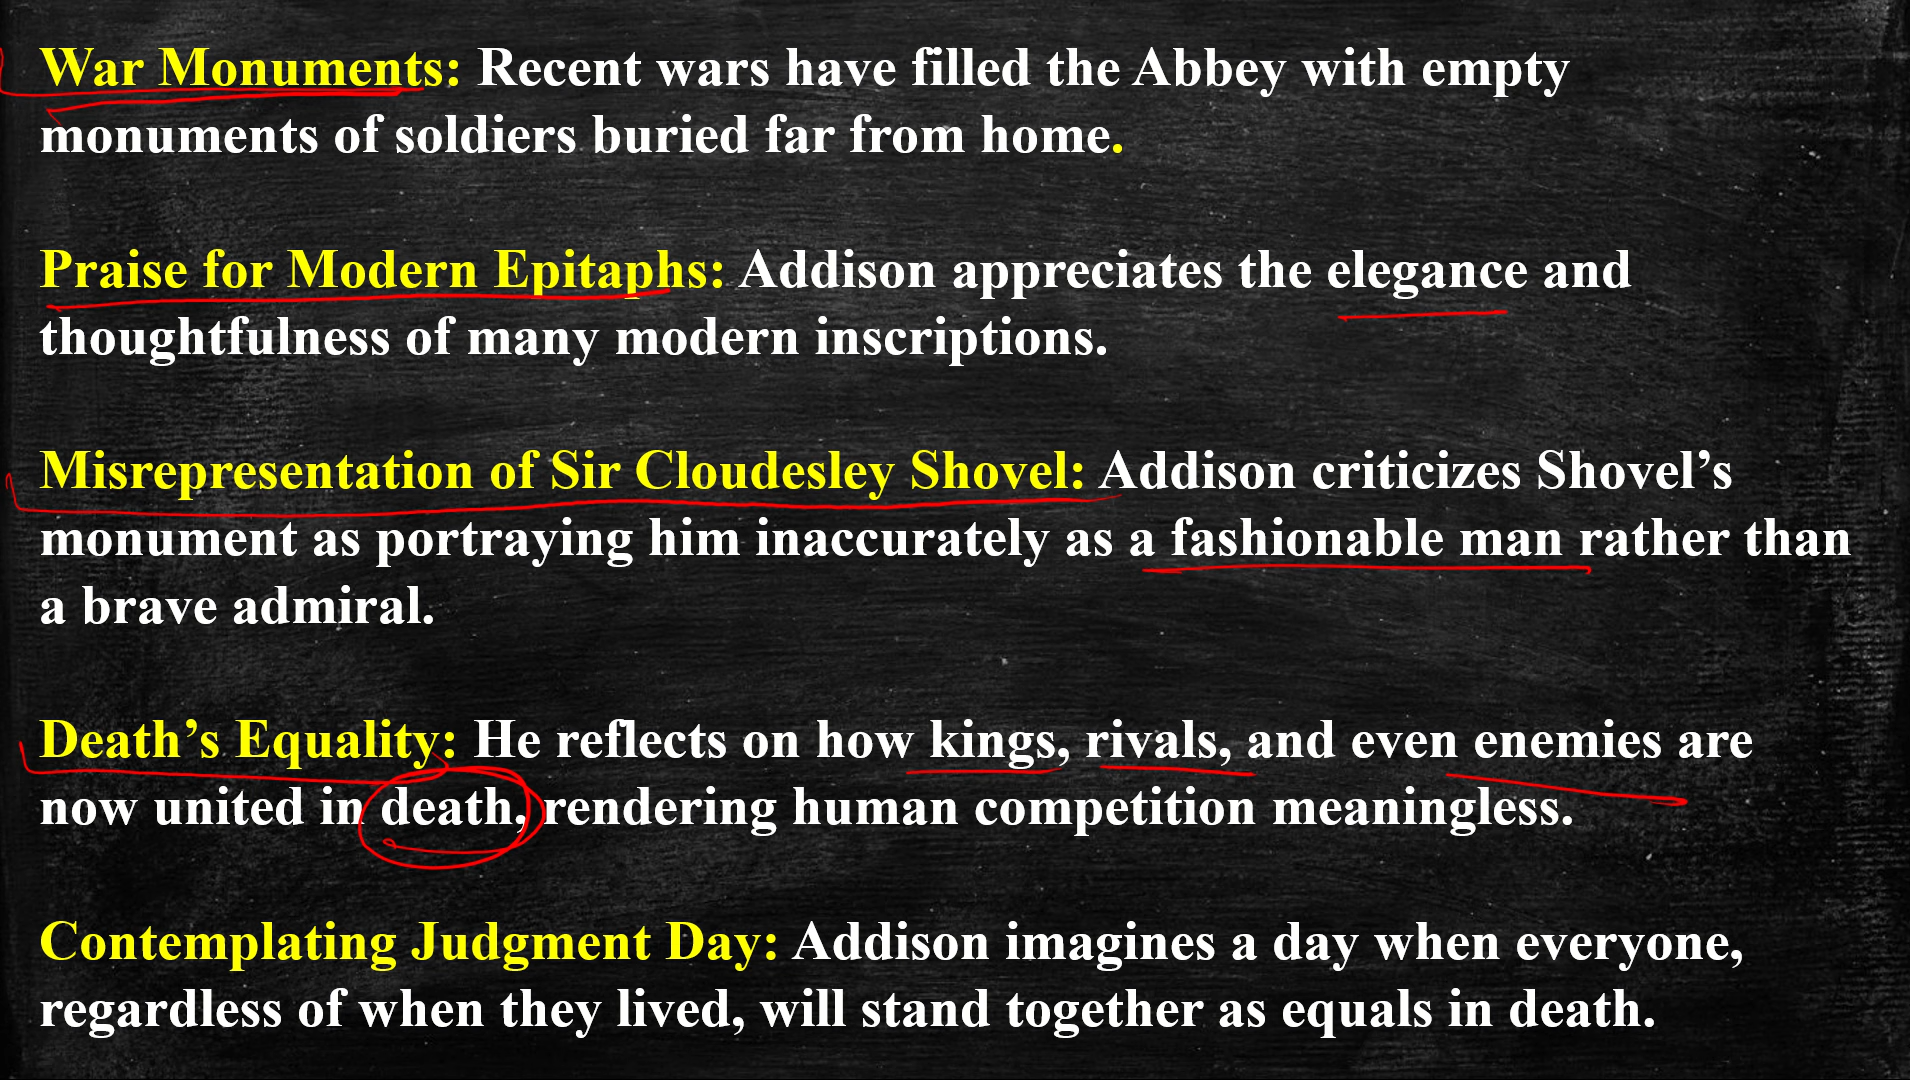 War Monuments: Recent wars have filled the Abbey with empty
monuments of soldiers buried far from home.
Praise for Modern Epitaphs: Addison appreciates the elegance and
thoughtfulness of many modern inscriptions.
Misrepresentation of Sir Cloudesley Shovel: Addison criticizes Shovel’s
monument as portraying him inaccurately as a fashionable man rather than
a brave admiral.
Death’s Equality: He reflects on how kings, rivals, and even enemies are
now united in death, rendering human competition meaningless.
Contemplating Judgment Day: Addison imagines a day when everyone,
regardless of when they lived, will stand together as equals in death.